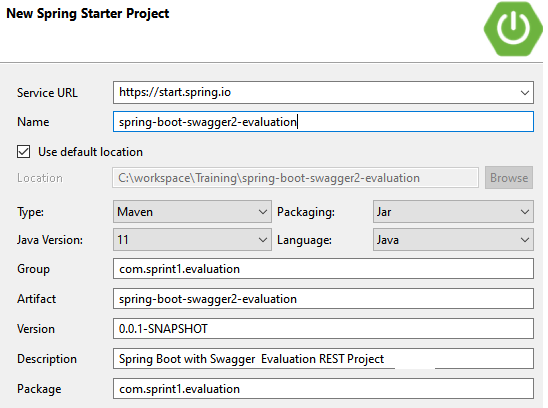 New Spring Starter Project
Service URL https://start.spring.io
Name spring-boot-swagger2-evaluation
Use default location
Location C:\workspace\Training\spring-boot-swagger2-evaluation Browse
Type: Maven Packaging: Jar
Java Version: 11 Language: Java
Group com.sprint1.evaluation
Artifact spring-boot-swagger2-evaluation
Version 0.0.1-SNAPSHOT
Description Spring Boot with Swagger Evaluation REST Project
Package com.sprint1.evaluation